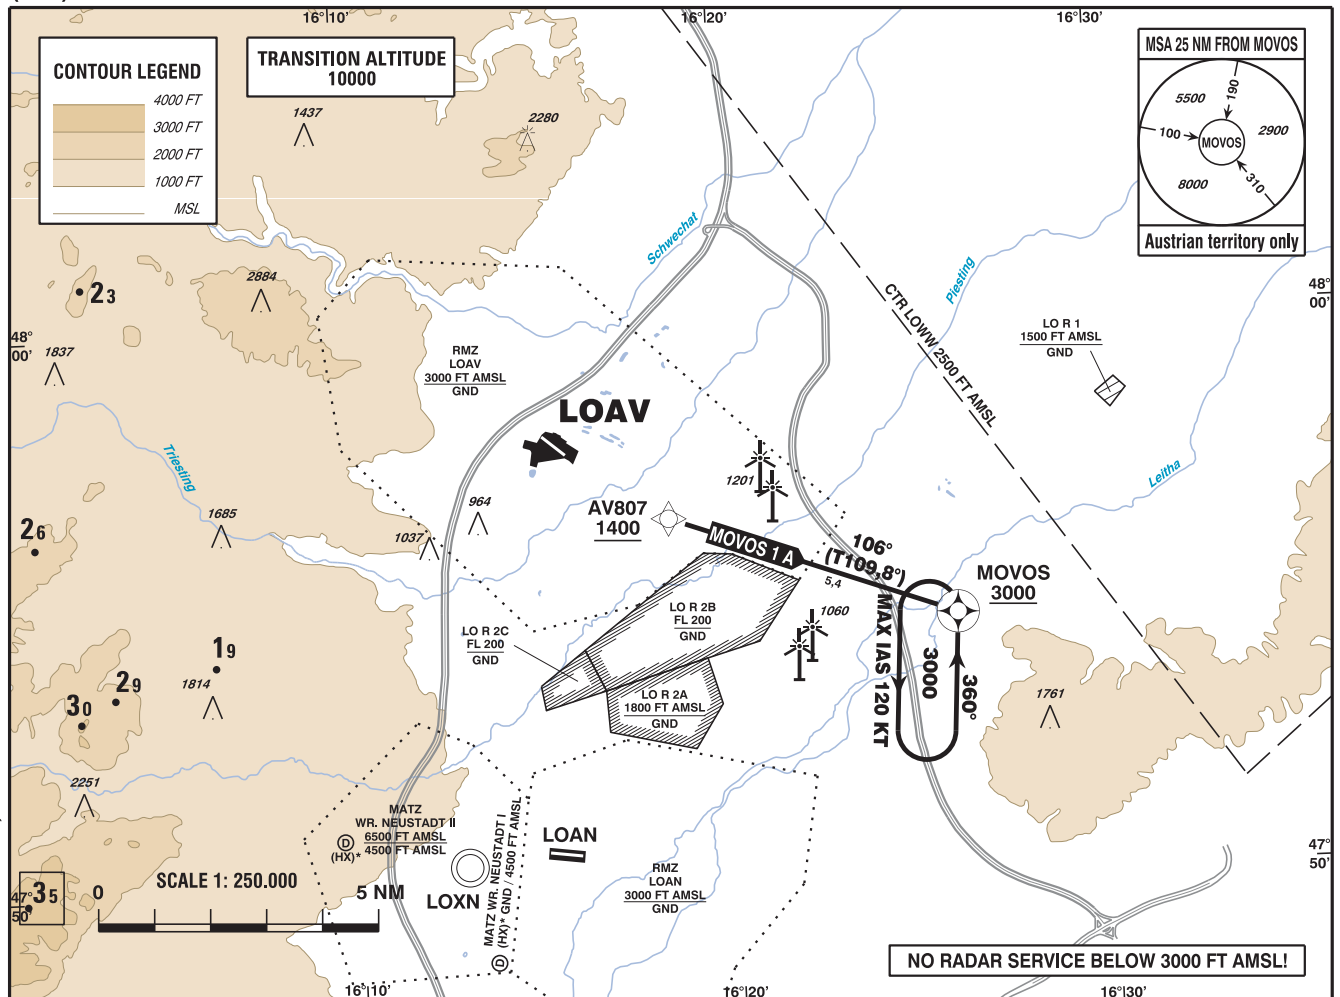 16°10'
16°20'
16°30'
CONTOUR LEGEND
4000 FT
3000 FT
2000 FT
1000 FT
MSL
TRANSITION ALTITUDE
10000
1437
2280
MSA 25 NM FROM MOVOS
5500
190
2900
100
MOVOS
8000
310
Austrian territory only
Schwechat
Piesting
2884
23
48°
00'
48°
00'
1837
RMZ
LOAV
3000 FT AMSL
GND
LO R 1
1500 FT AMSL
GND
CTR LOWW 2500 FT AMSL
LOAV
Triesting
Leitha
1201
964
AV807
1400
1685
1037
26
MOVOS 1 A
106°
(T109,8°)
5,4
MOVOS
3000
LO R 2B
FL 200
GND
1060
LO R 2C
FL 200
GND
MAX IAS 120 KT
3000
360°
19
1814
29
30
LO R 2A
1800 FT AMSL
GND
1761
2251
MATZ
WR. NEUSTADT II
6500 FT AMSL
4500 FT AMSL
D
(HX)*
MATZ WR. NEUSTADT I
(HX)* GND / 4500 FT AMSL
D
LOAN
LOXN
RMZ
LOAN
3000 FT AMSL
GND
47°
50'
47°
50'
35
SCALE 1: 250.000
0
5 NM
NO RADAR SERVICE BELOW 3000 FT AMSL!
16°10'
16°20'
16°30'